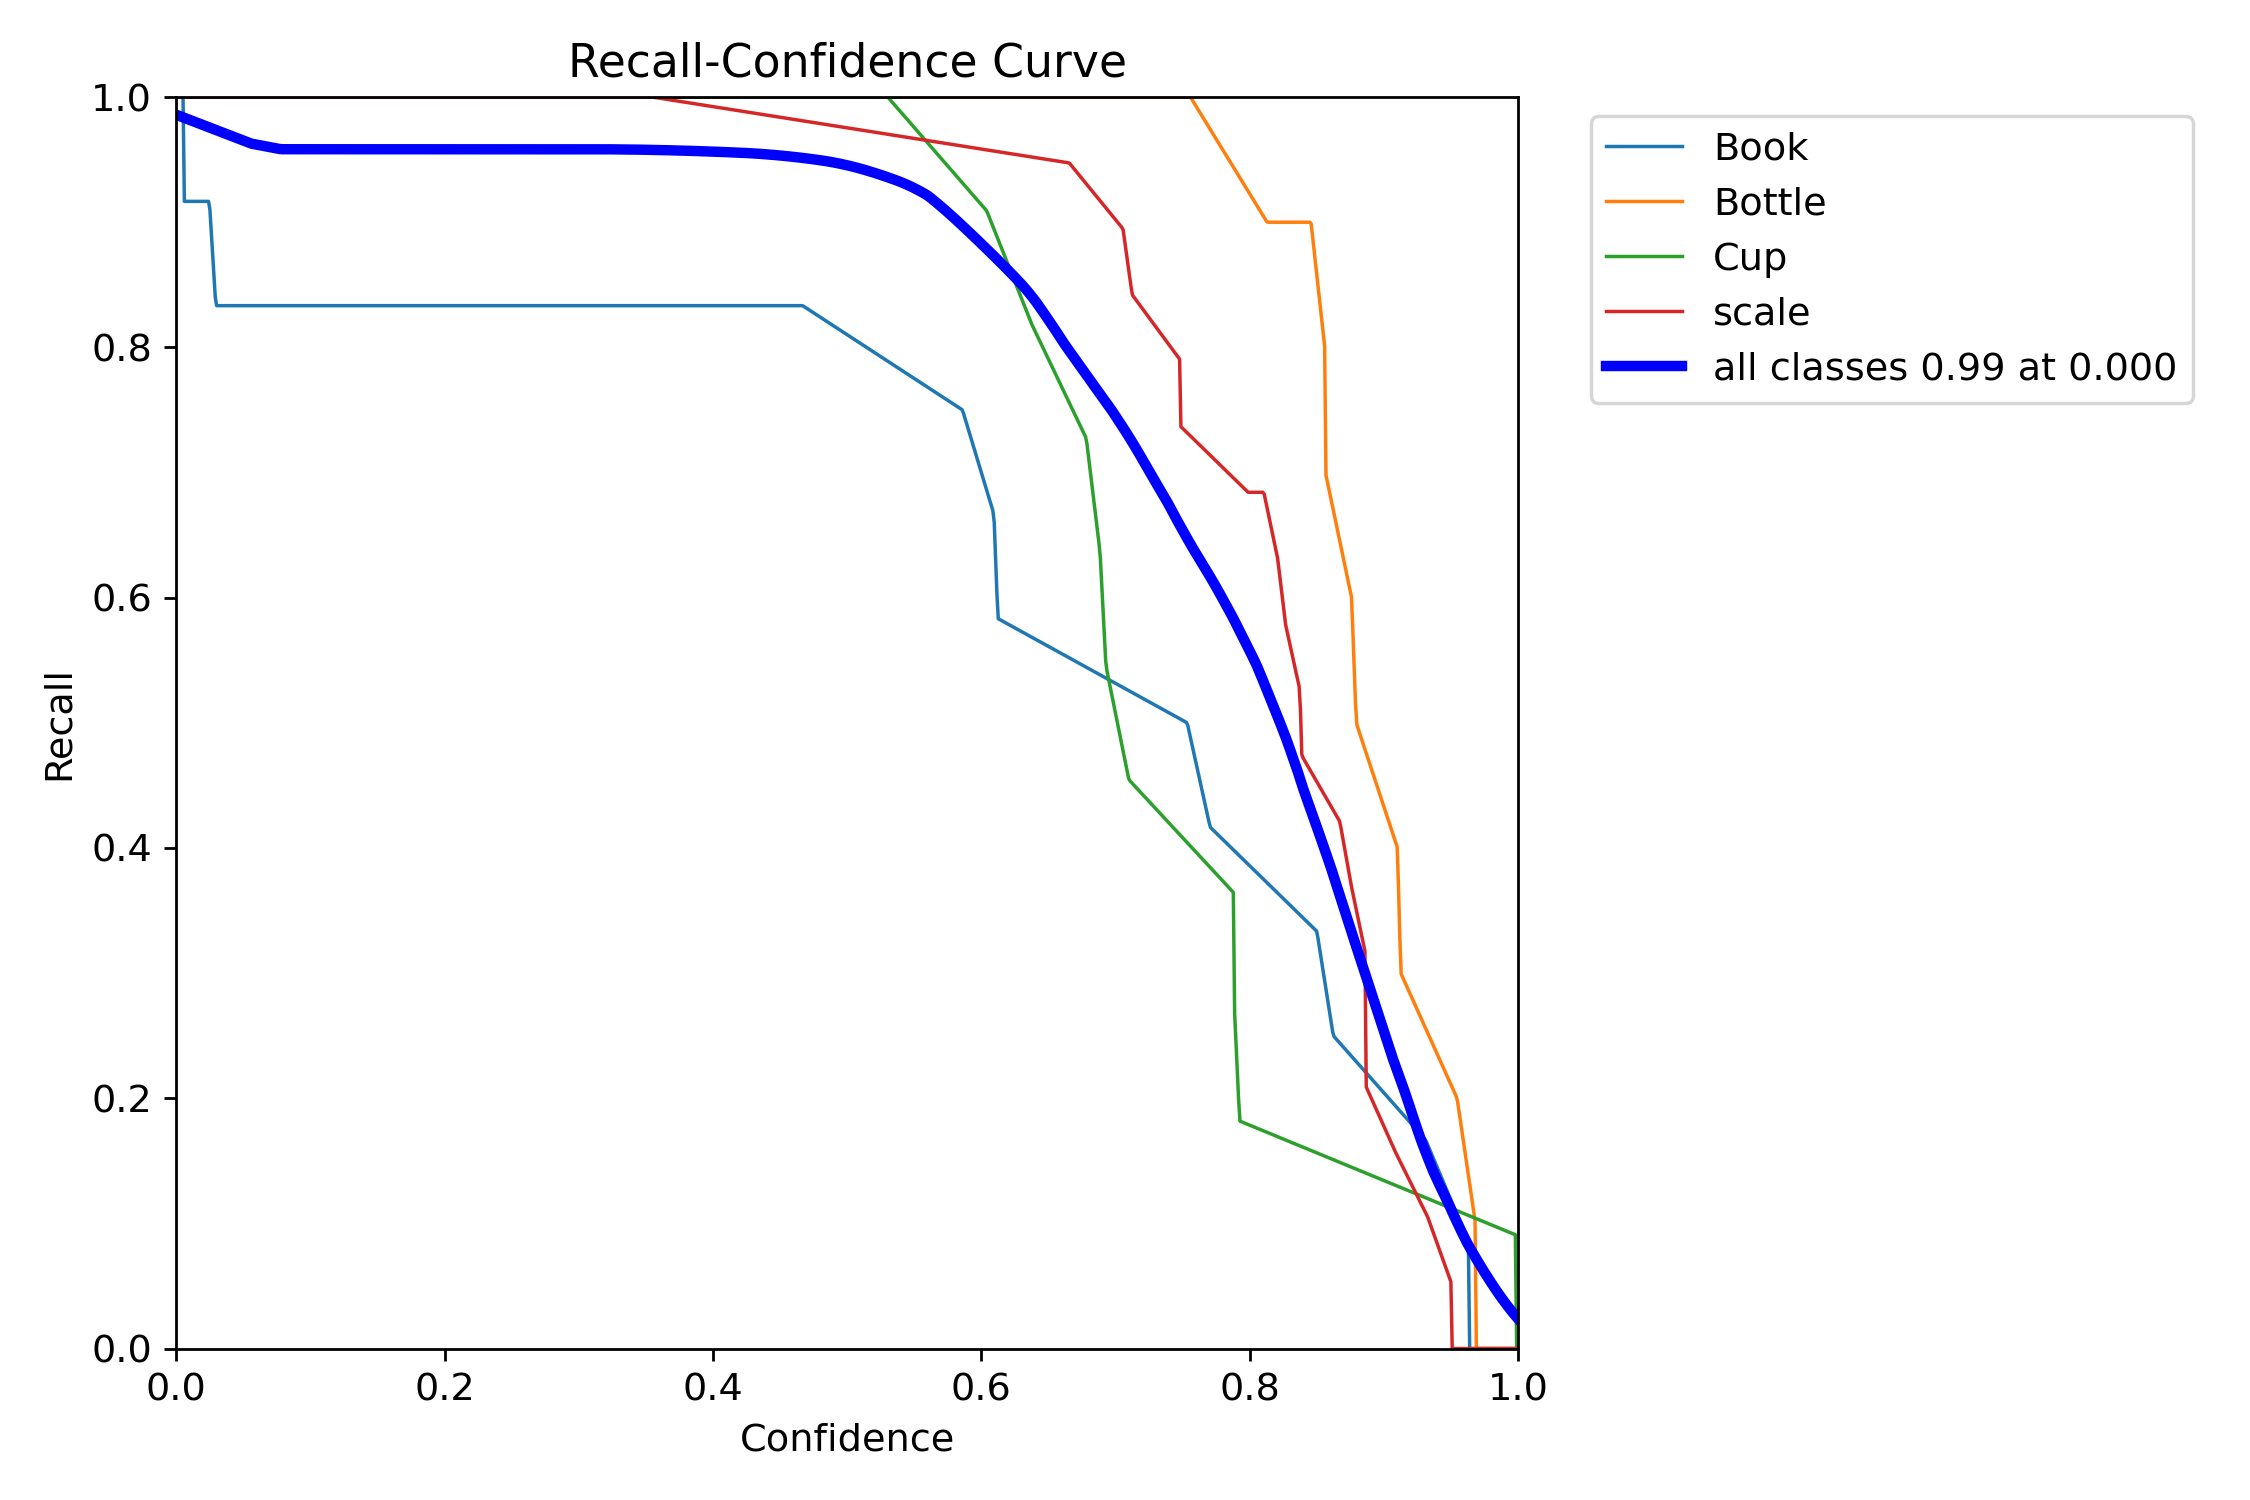 Recall-Confidence Curve
1.0
0.8
0.6
0.4
0.2
0.0
Recall
0.0 0.2 0.4 0.6 0.8 1.0
Confidence
Book
Bottle
Cup
scale
all classes 0.99 at 0.000